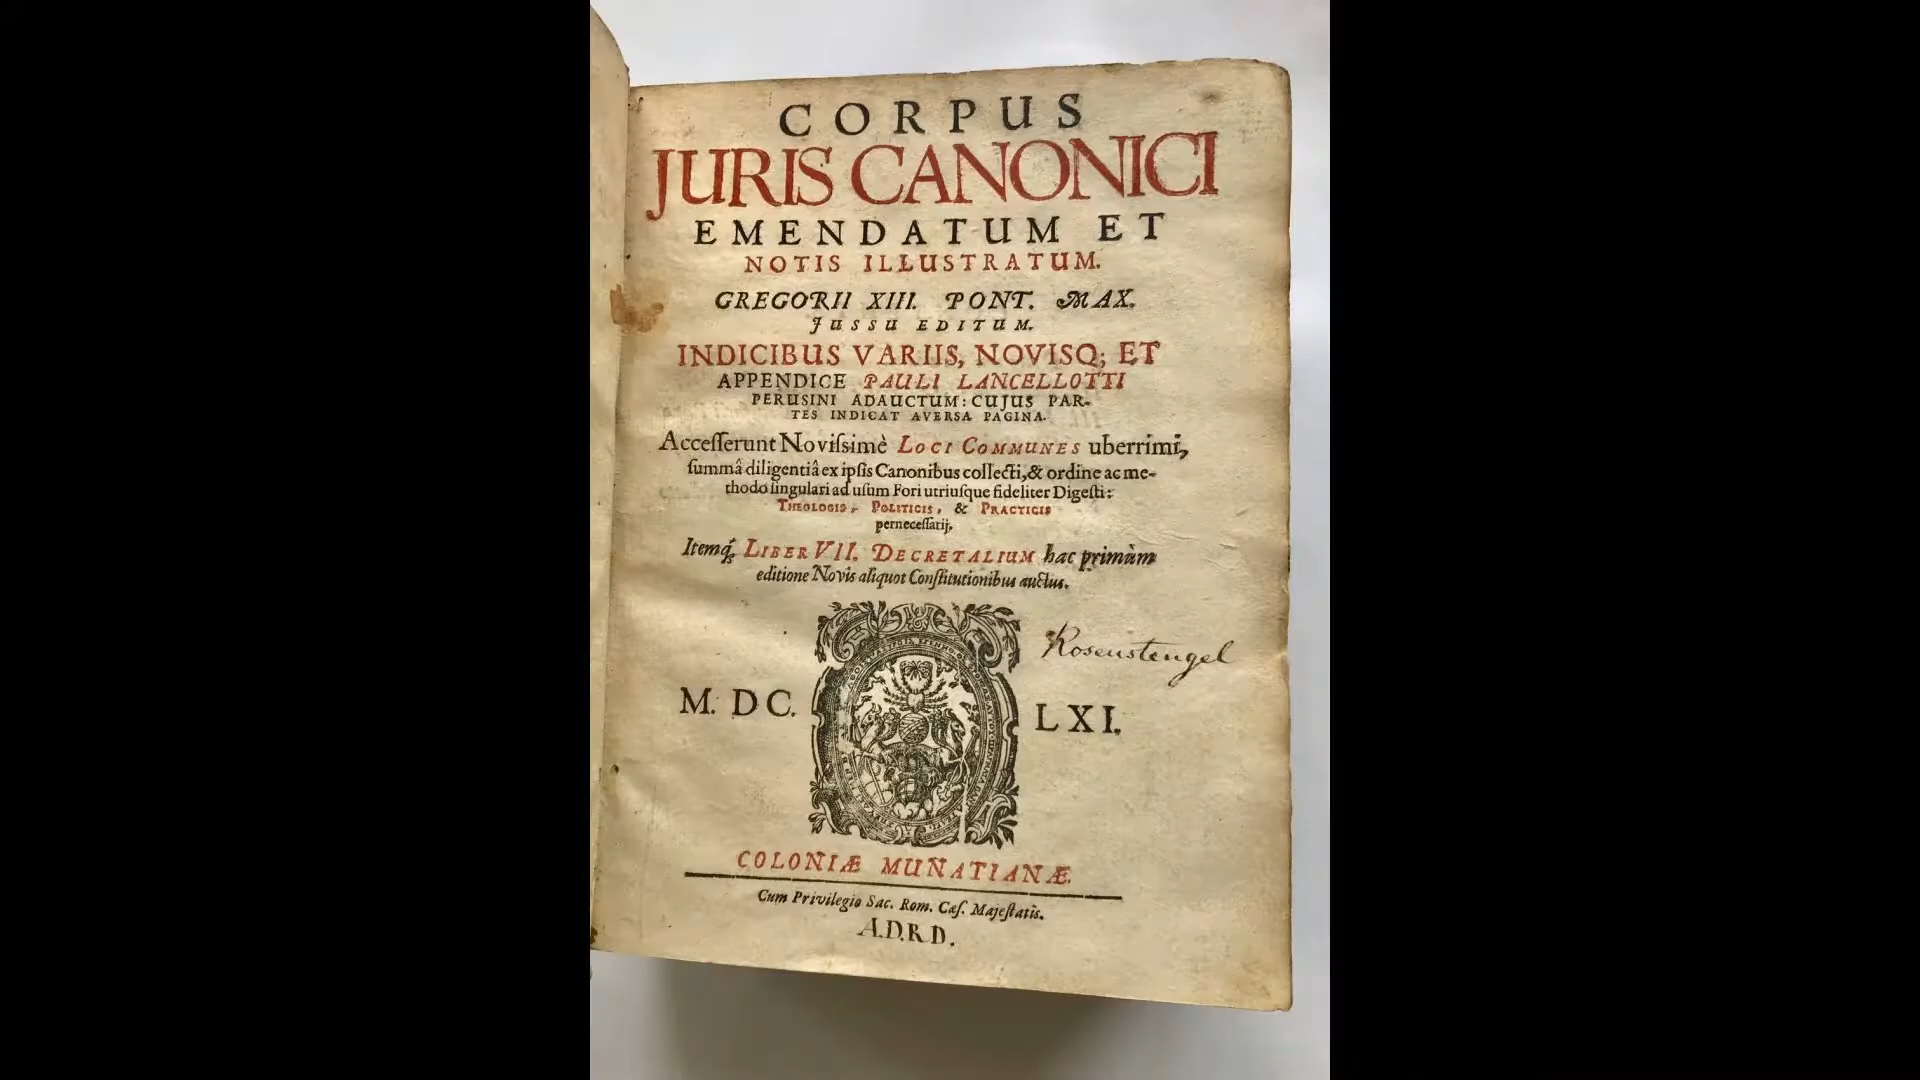 CORPUS
JURIS CANONICI
EMENDATUM ET
NOTIS ILLUSTRATUM.
GREGORII XIII. PONT. MAX.
JUSSU EDITUM.
INDICIBUS VARIIS, NOVISQ; ET
APPENDICE PAULI LANCELLOTTI
PERUSINI ADAUCTUM: CUJUS PAR-
TES INDICAT AVERSA PAGINA.
Accesserunt Novissimè LOCI COMMUNES uberrimi,
summâ diligentiâ ex ipsis Canonibus collecti, & ordine ac me-
thodo singulari ad usum Fori utriusque fideliter Digesti:
THEOLOGIS, POLITICIS, & PRACTICIS
pernecessarij,
Itemq; LIBER VII. DECRETALIUM hac primùm
editione Novis aliquot Constitutionibus auctus.
Rosenstengel
M. DC. LXI.
COLONIÆ MUNATIANÆ.
Cum Privilegio Sac. Rom. Cæs. Majestatis.
A.D.R.D.